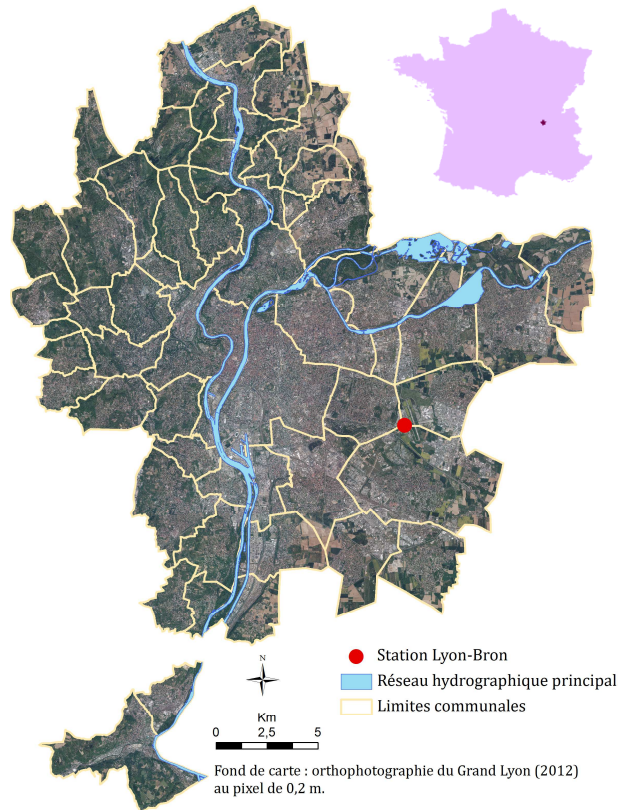 Station Lyon-Bron
Réseau hydrographique principal
Limites communales
N
Km
0 2,5 5
Fond de carte : orthophotographie du Grand Lyon (2012)
au pixel de 0,2 m.